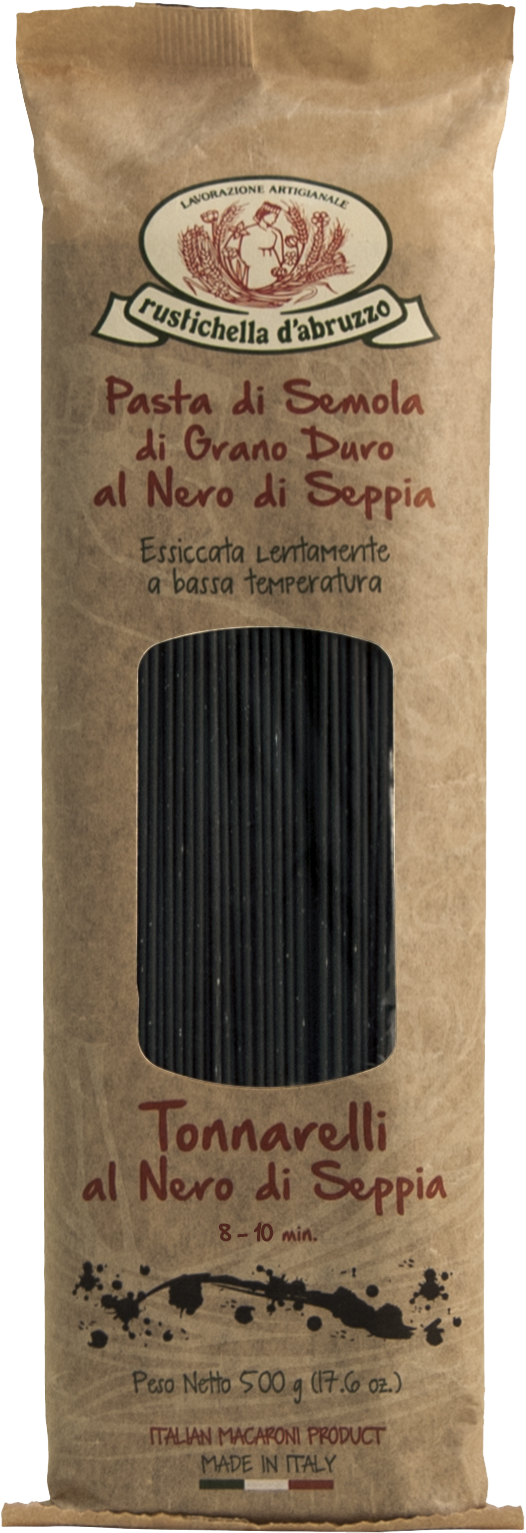 LAVORAZIONE ARTIGIANALE
rustichella d'abruzzo
Pasta di Semola
di Grano Duro
al Nero di Seppia
Essiccata lentamente
a bassa temperatura
Tonnarelli
al Nero di Seppia
8 - 10 min.
Peso Netto 500 g (17.6 oz.)
ITALIAN MACARONI PRODUCT
MADE IN ITALY